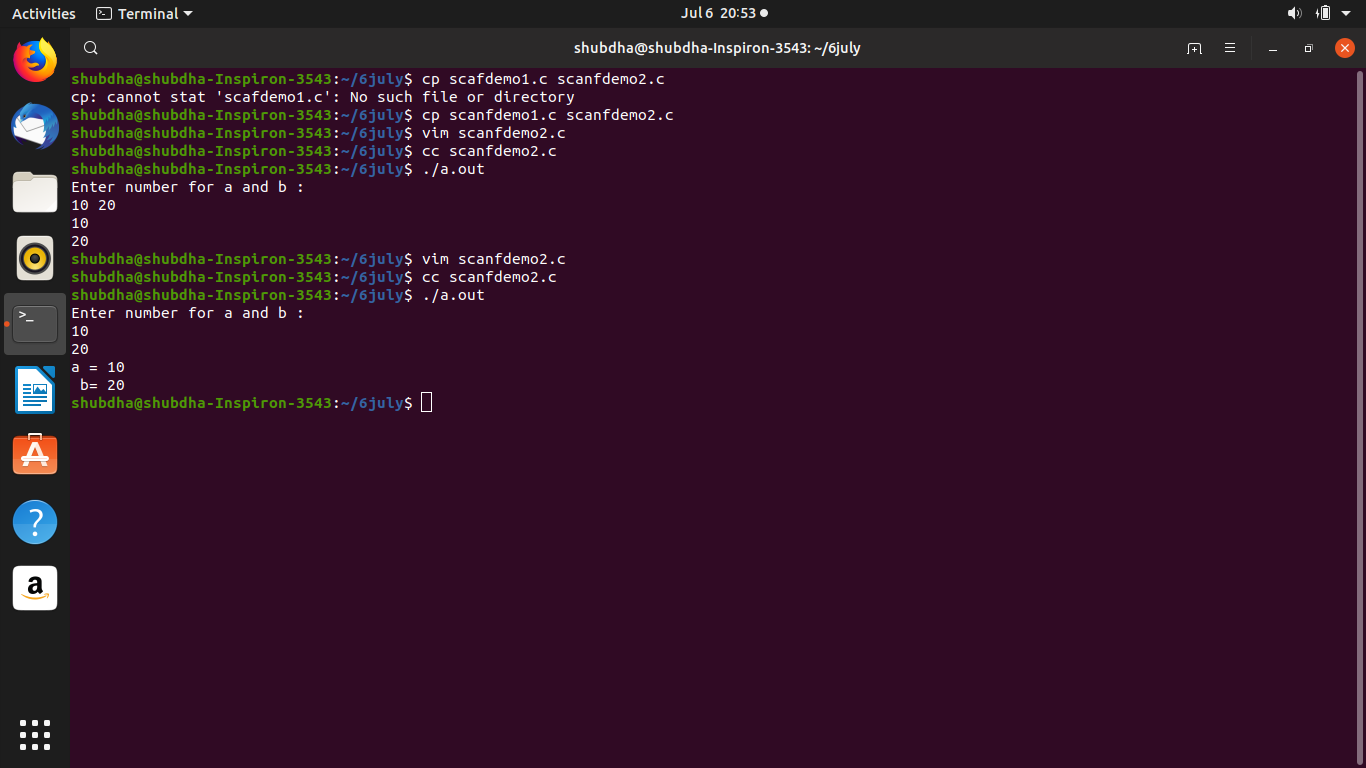 Activities Terminal Jul 6 20:53
shubdha@shubdha-Inspiron-3543: ~/6july
shubdha@shubdha-Inspiron-3543:~/6july$ cp scafdemo1.c scanfdemo2.c
cp: cannot stat 'scafdemo1.c': No such file or directory
shubdha@shubdha-Inspiron-3543:~/6july$ cp scanfdemo1.c scanfdemo2.c
shubdha@shubdha-Inspiron-3543:~/6july$ vim scanfdemo2.c
shubdha@shubdha-Inspiron-3543:~/6july$ cc scanfdemo2.c
shubdha@shubdha-Inspiron-3543:~/6july$ ./a.out
Enter number for a and b :
10 20
10
20
shubdha@shubdha-Inspiron-3543:~/6july$ vim scanfdemo2.c
shubdha@shubdha-Inspiron-3543:~/6july$ cc scanfdemo2.c
shubdha@shubdha-Inspiron-3543:~/6july$ ./a.out
Enter number for a and b :
10
20
a = 10
 b= 20
shubdha@shubdha-Inspiron-3543:~/6july$